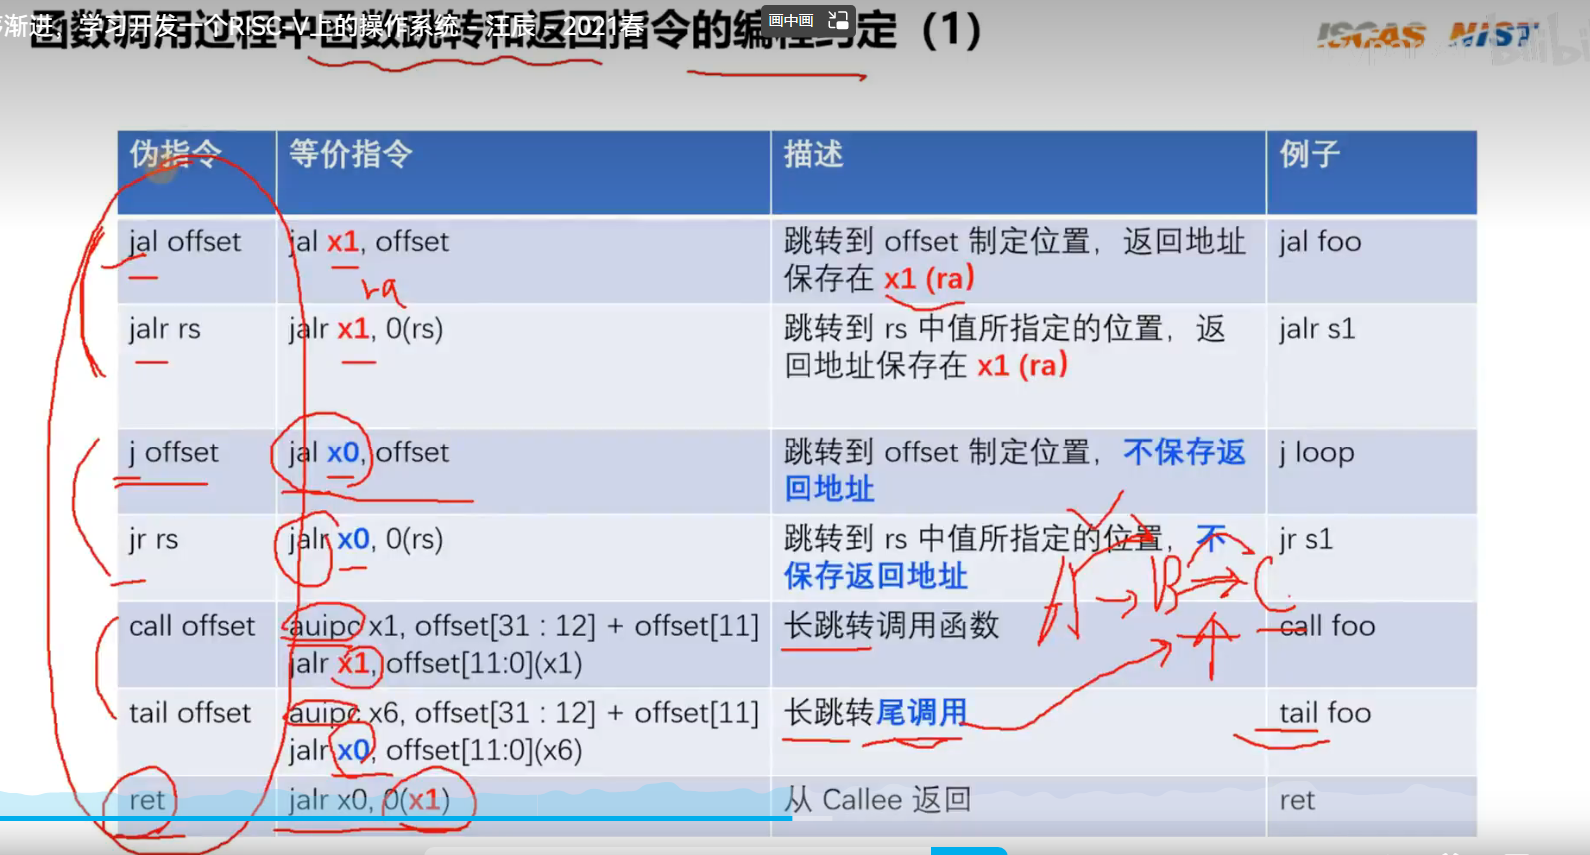 函数调用过程中函数跳转和返回指令的编程约定（1）
渐进，学习开发一个RISC-V上的操作系统 - 汪辰 - 2021春
画中画
ISCAS NIST
伪指令 等价指令 描述 例子
jal offset jal x1, offset 跳转到 offset 制定位置，返回地址 jal foo
保存在 x1 (ra)
ra
jalr rs jalr x1, 0(rs) 跳转到 rs 中值所指定的位置，返 jalr s1
回地址保存在 x1 (ra)
j offset jal x0, offset 跳转到 offset 制定位置，不保存返 j loop
回地址
jr rs jalr x0, 0(rs) 跳转到 rs 中值所指定的位置，不 jr s1
保存返回地址
A B C
call offset auipc x1, offset[31 : 12] + offset[11] 长跳转调用函数 call foo
jalr x1, offset[11:0](x1)
tail offset auipc x6, offset[31 : 12] + offset[11] 长跳转尾调用 tail foo
jalr x0, offset[11:0](x6)
ret jalr x0, 0(x1) 从 Callee 返回 ret